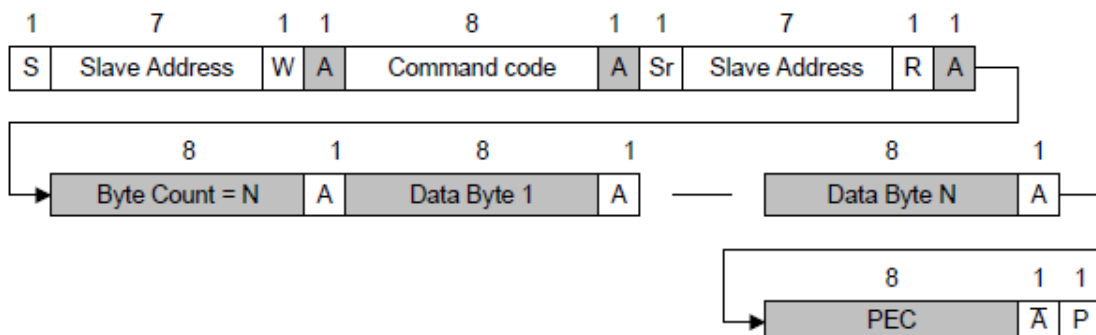 1 7 1 1 8 1 1 7 1 1
S Slave Address W A Command code A Sr Slave Address R A
8 1 8 1 8 1
Byte Count = N A Data Byte 1 A Data Byte N A
8 1 1
PEC A̅ P